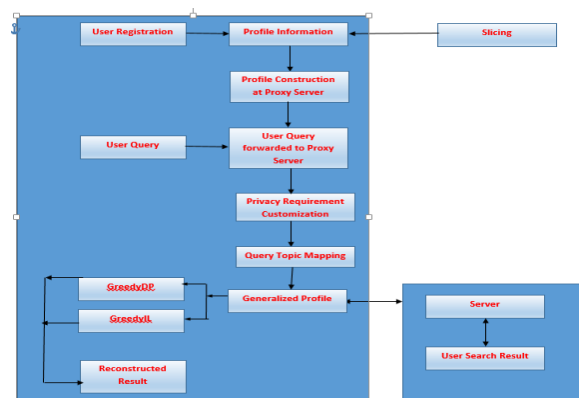 User Registration
Profile Information
Slicing
Profile Construction
at Proxy Server
User Query
User Query
forwarded to Proxy
Server
Privacy Requirement
Customization
Query Topic Mapping
GreedyDP
Generalized Profile
GreedyIL
Server
User Search Result
Reconstructed
Result